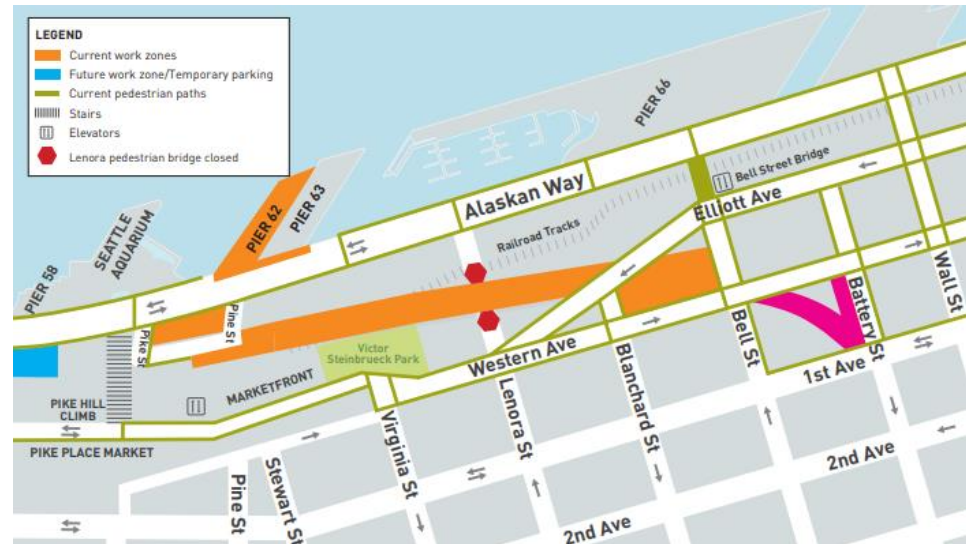 LEGEND
Current work zones
Future work zone/Temporary parking
Current pedestrian paths
Stairs
Elevators
Lenora pedestrian bridge closed
PIER 66
PIER 62
PIER 63
SEATTLE
AQUARIUM
PIER 58
Alaskan Way
Bell Street Bridge
Elliott Ave
Railroad Tracks
Wall St
Battery St
Bell St
Pike St
Pine St
Victor
Steinbrueck Park
Western Ave
MARKETFRONT
PIKE HILL
CLIMB
PIKE PLACE MARKET
Virginia St
Lenora St
Blanchard St
1st Ave
2nd Ave
Pine St
Stewart St
2nd Ave